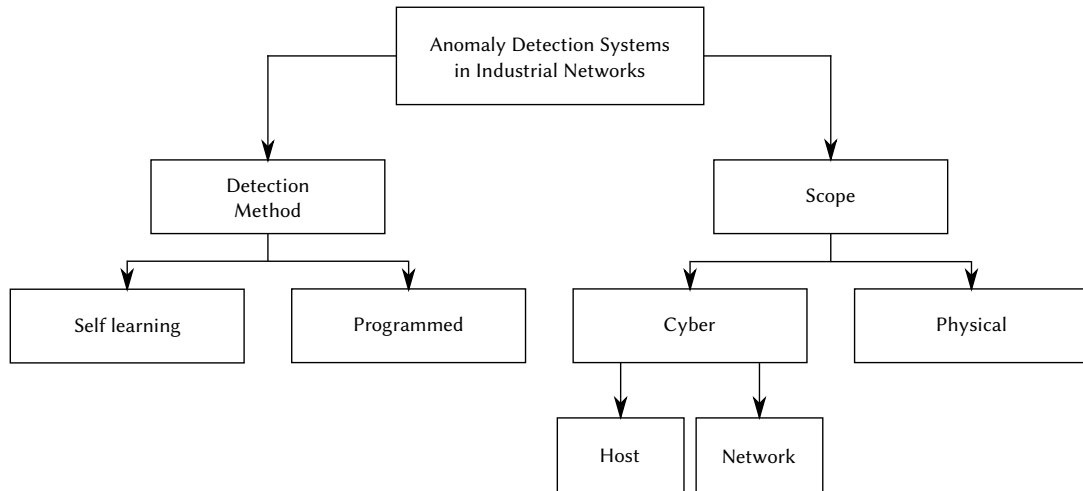 Anomaly Detection Systems
in Industrial Networks
Detection
Method
Scope
Self learning
Programmed
Cyber
Physical
Host
Network